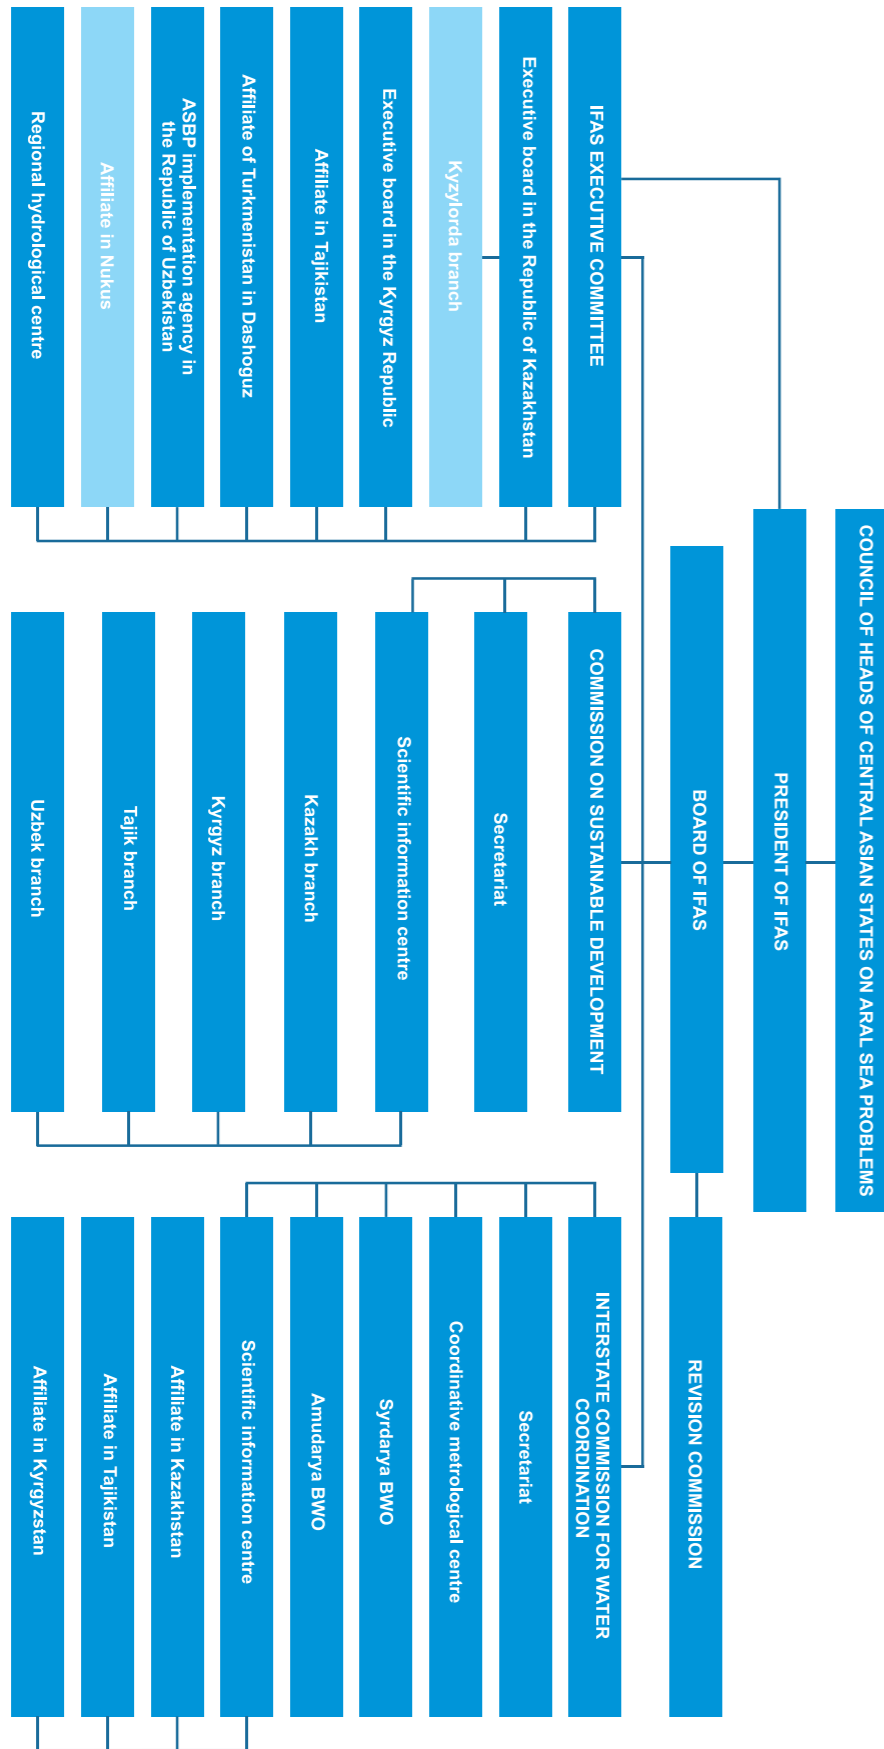 COUNCIL OF HEADS OF CENTRAL ASIAN STATES ON ARAL SEA PROBLEMS
PRESIDENT OF IFAS
BOARD OF IFAS
REVISION COMMISSION
IFAS EXECUTIVE COMMITTEE
Executive board in the Republic of Kazakhstan
Kyzylorda branch
Executive board in the Kyrgyz Republic
Affiliate in Tajikistan
Affiliate of Turkmenistan in Dashoguz
ASBP implementation agency in
the Republic of Uzbekistan
Affiliate in Nukus
Regional hydrological centre
COMMISSION ON SUSTAINABLE DEVELOPMENT
Secretariat
Scientific information centre
Kazakh branch
Kyrgyz branch
Tajik branch
Uzbek branch
INTERSTATE COMMISSION FOR WATER
COORDINATION
Secretariat
Coordinative metrological centre
Syrdarya BWO
Amudarya BWO
Scientific information centre
Affiliate in Kazakhstan
Affiliate in Tajikistan
Affiliate in Kyrgyzstan